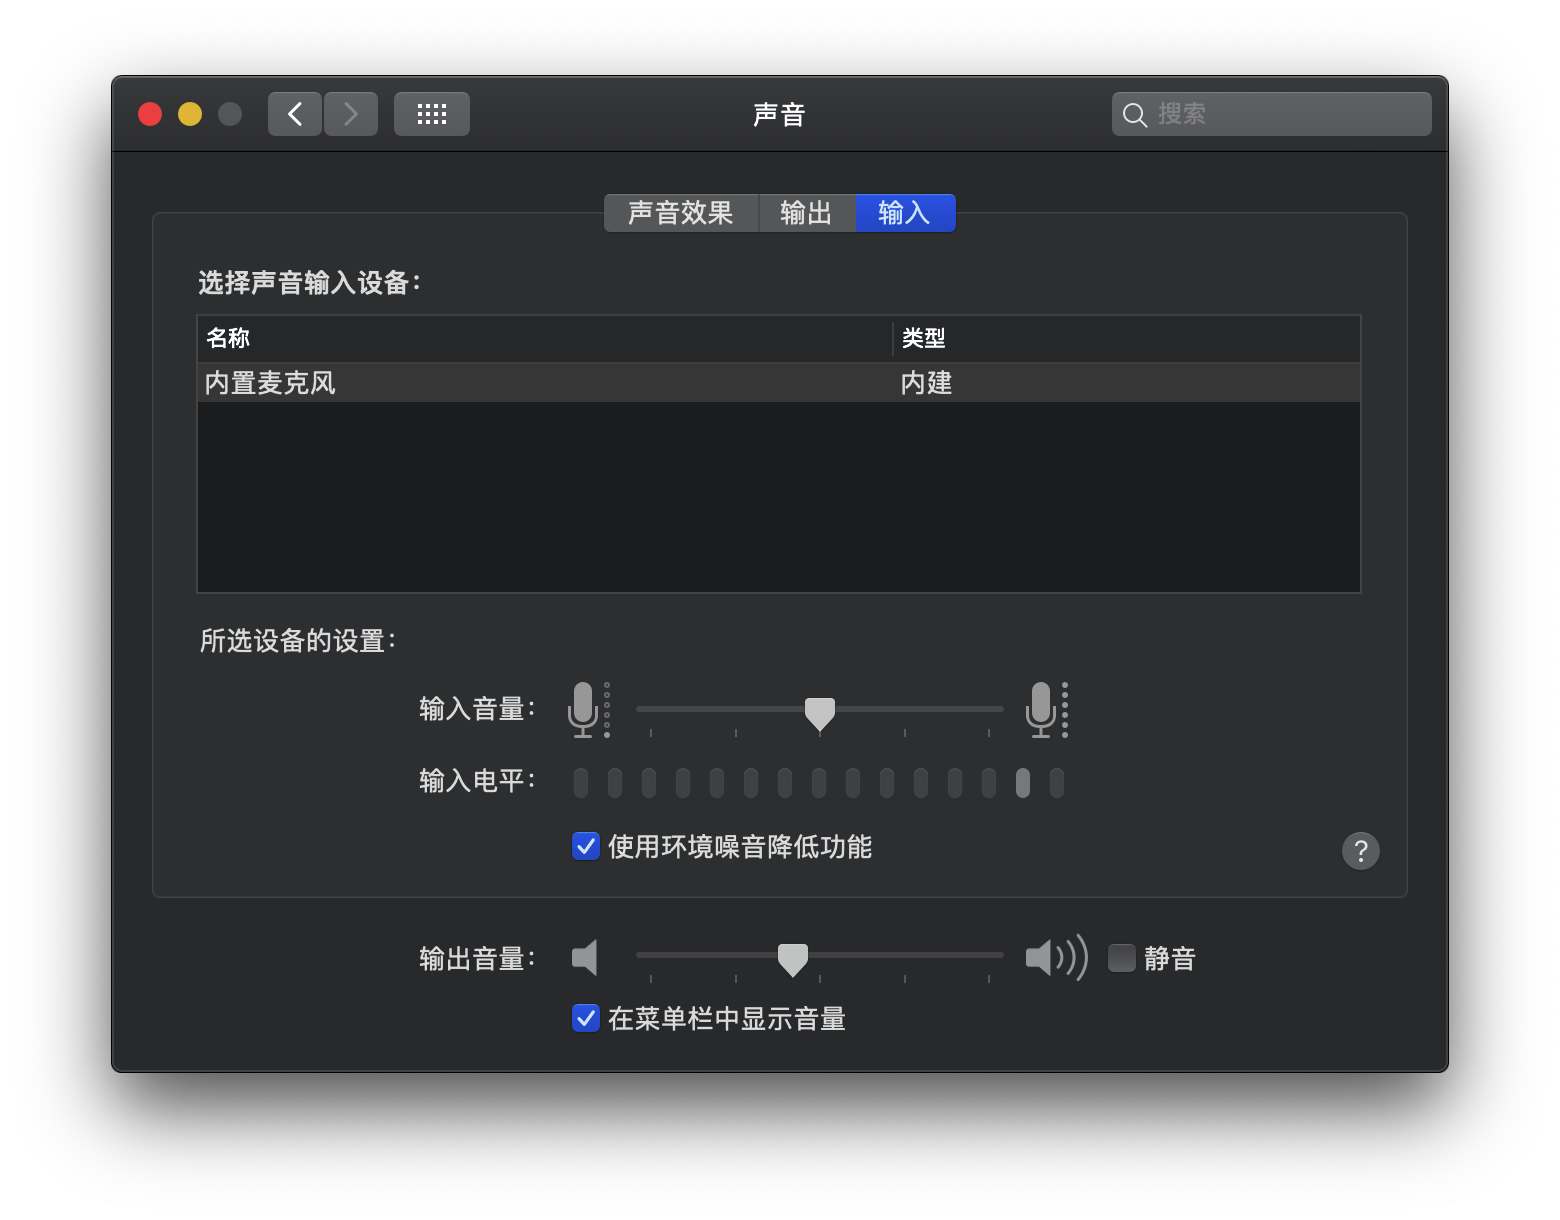 声音
搜索
声音效果 输出 输入
选择声音输入设备：
名称 类型
内置麦克风 内建
所选设备的设置：
输入音量：
输入电平：
使用环境噪音降低功能
?
输出音量： 静音
在菜单栏中显示音量